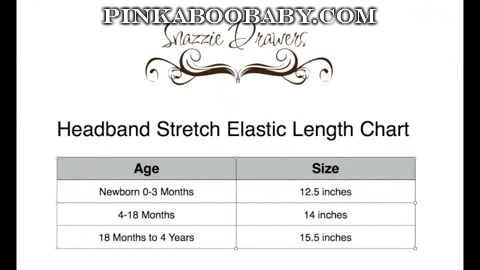 PINKABOOBABY.COM
Snazzie Drawers
Headband Stretch Elastic Length Chart
Age Size
Newborn 0-3 Months 12.5 inches
4-18 Months 14 inches
18 Months to 4 Years 15.5 inches